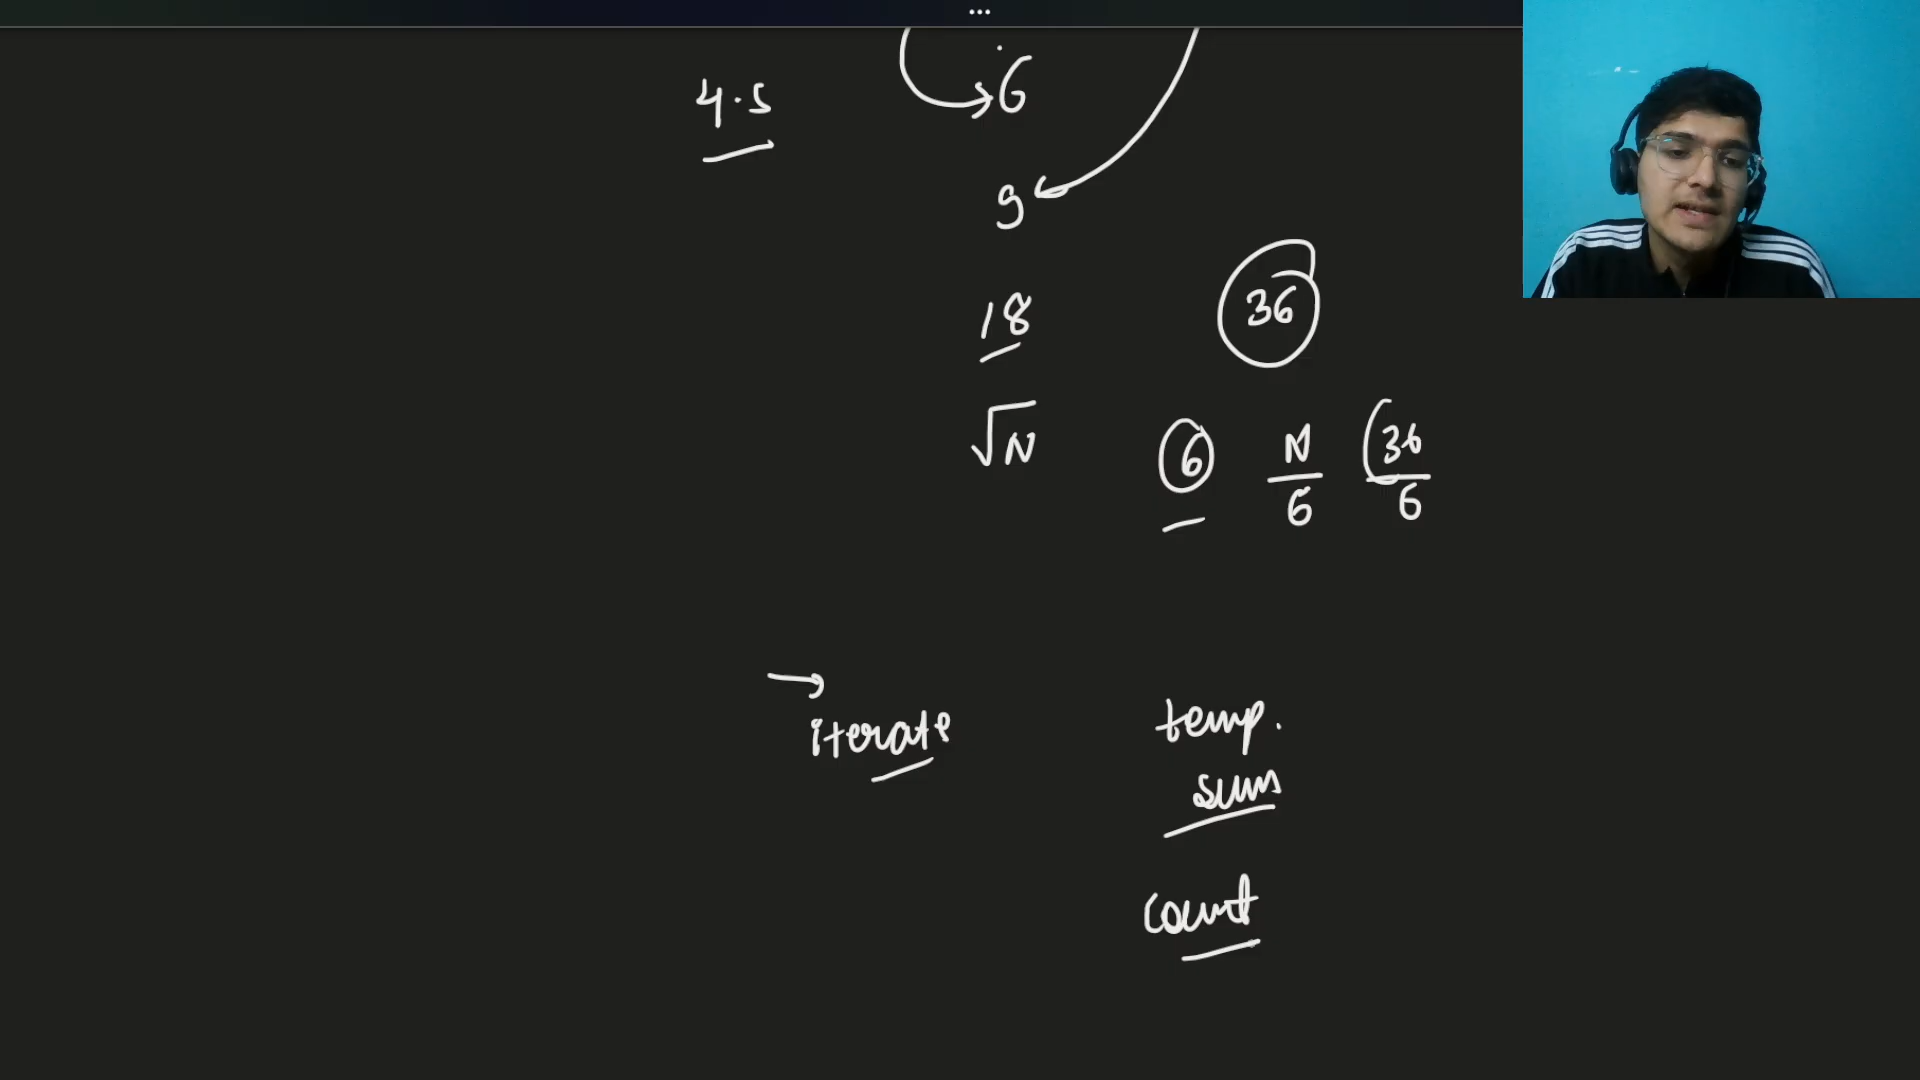 ...
4.5
6
9
18
36
√N
6 N/6 36/6
iterate
temp.
sum
count